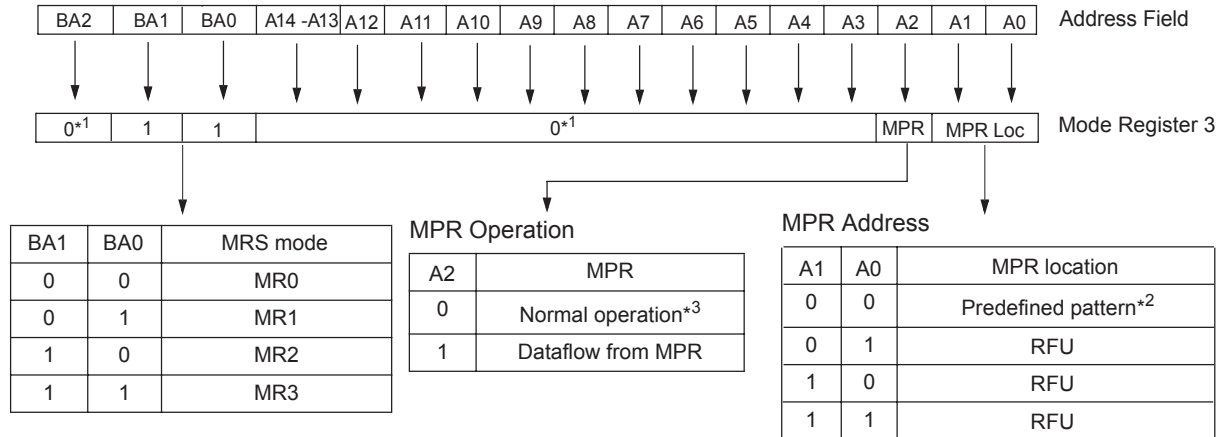 BA2 BA1 BA0 A14 -A13 A12 A11 A10 A9 A8 A7 A6 A5 A4 A3 A2 A1 A0 Address Field
0*1 1 1 0*1 MPR MPR Loc Mode Register 3
BA1 BA0 MRS mode
0 0 MR0
0 1 MR1
1 0 MR2
1 1 MR3
MPR Operation
A2 MPR
0 Normal operation*3
1 Dataflow from MPR
MPR Address
A1 A0 MPR location
0 0 Predefined pattern*2
0 1 RFU
1 0 RFU
1 1 RFU